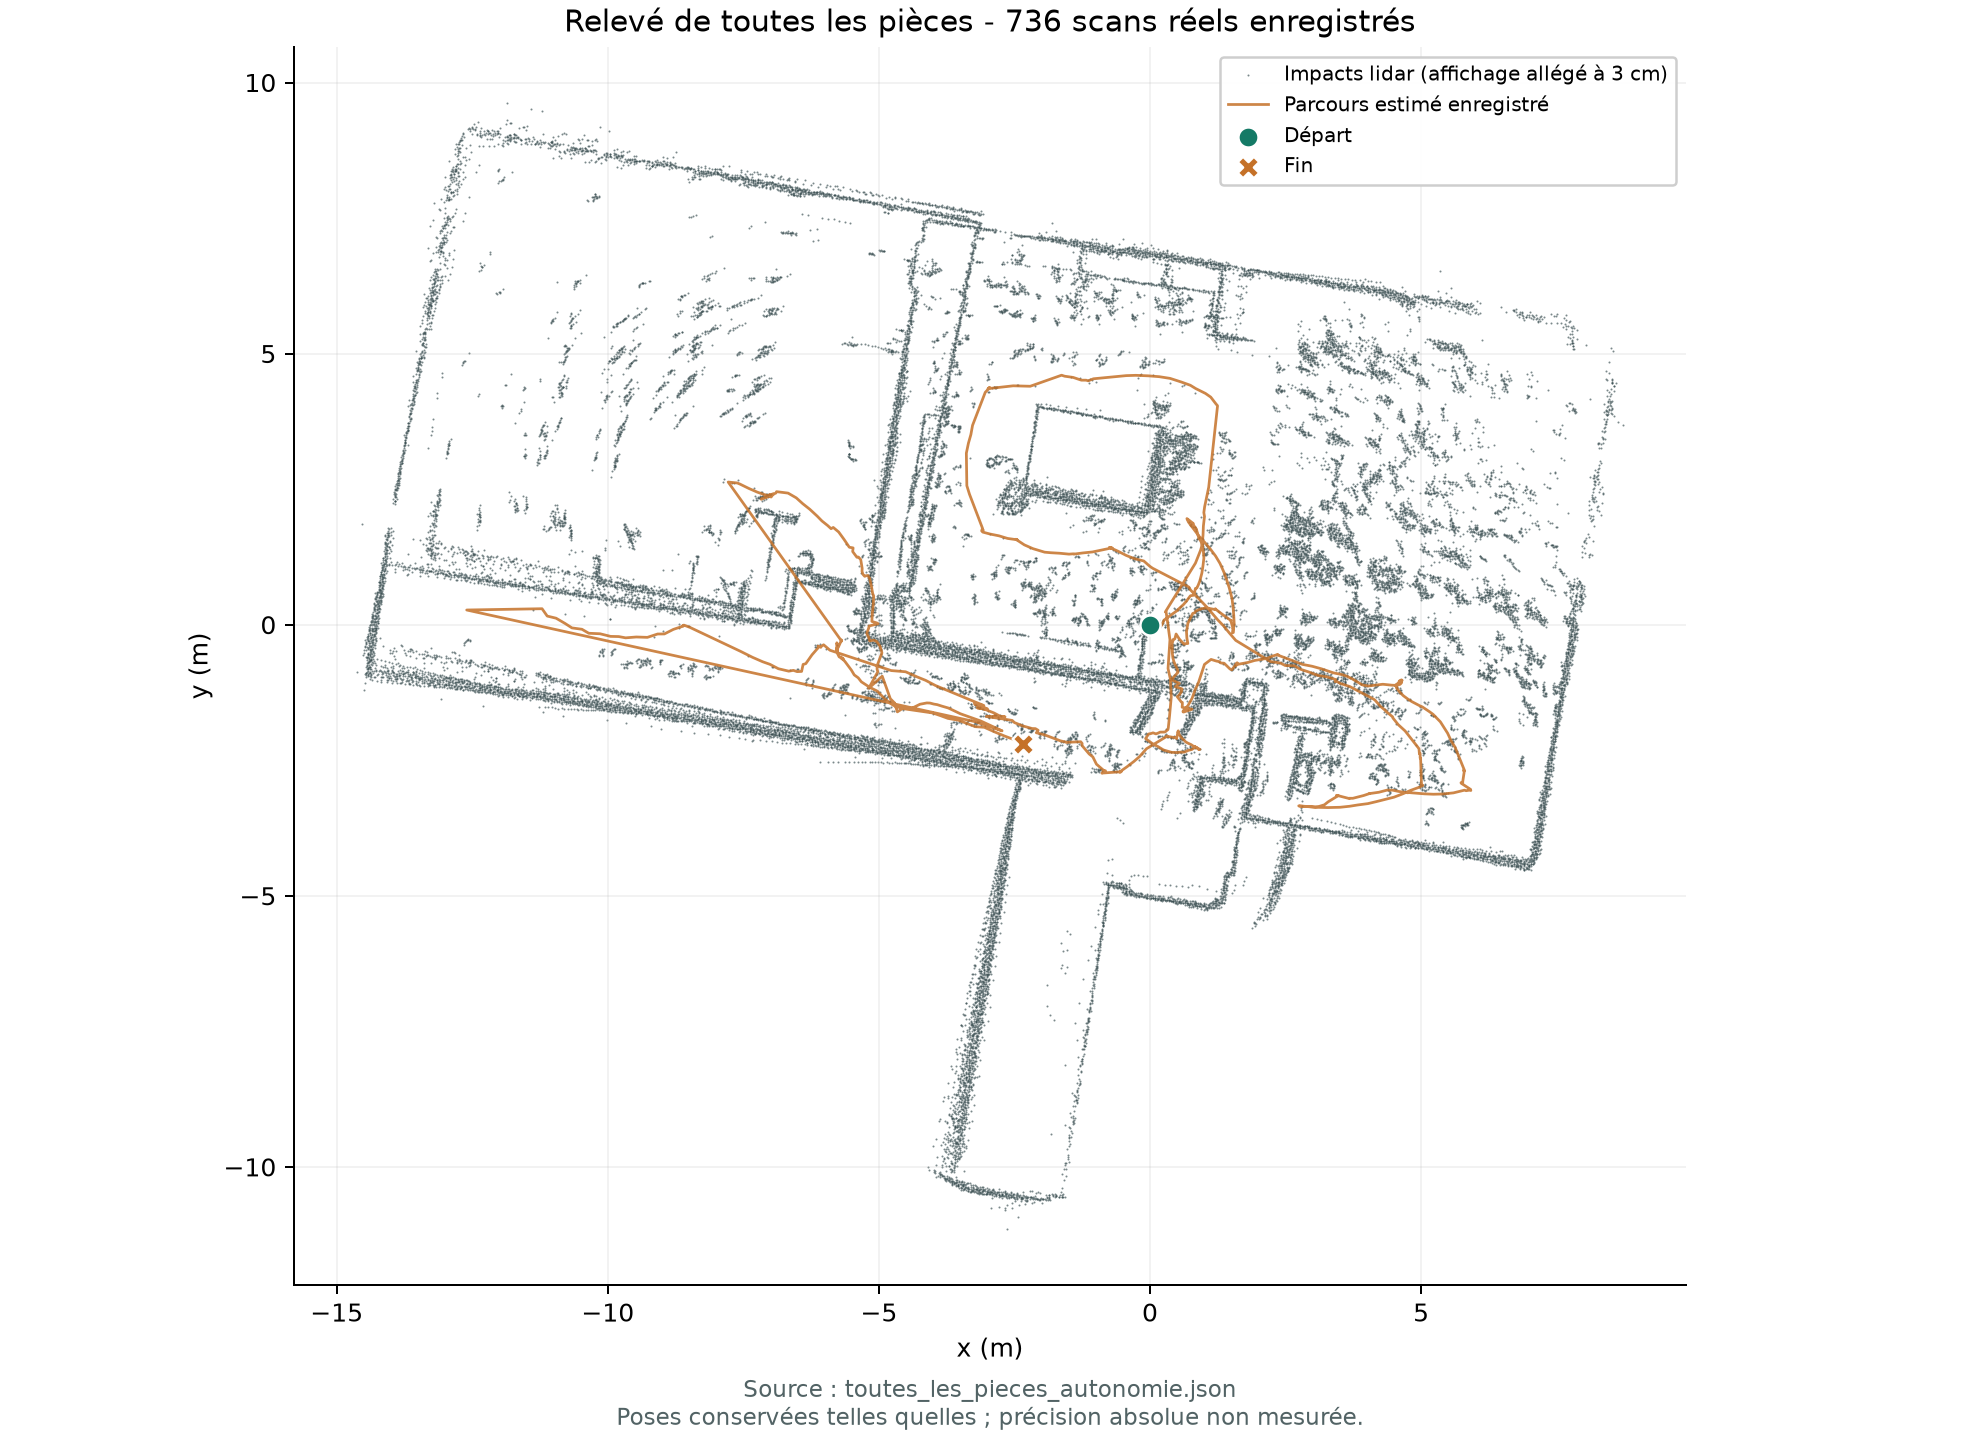 Relevé de toutes les pièces - 736 scans réels enregistrés
Impacts lidar (affichage allégé à 3 cm)
Parcours estimé enregistré
Départ
Fin
10
5
0
−5
−10
y (m)
−15
−10
−5
0
5
x (m)
Source : toutes_les_pieces_autonomie.json
Poses conservées telles quelles ; précision absolue non mesurée.